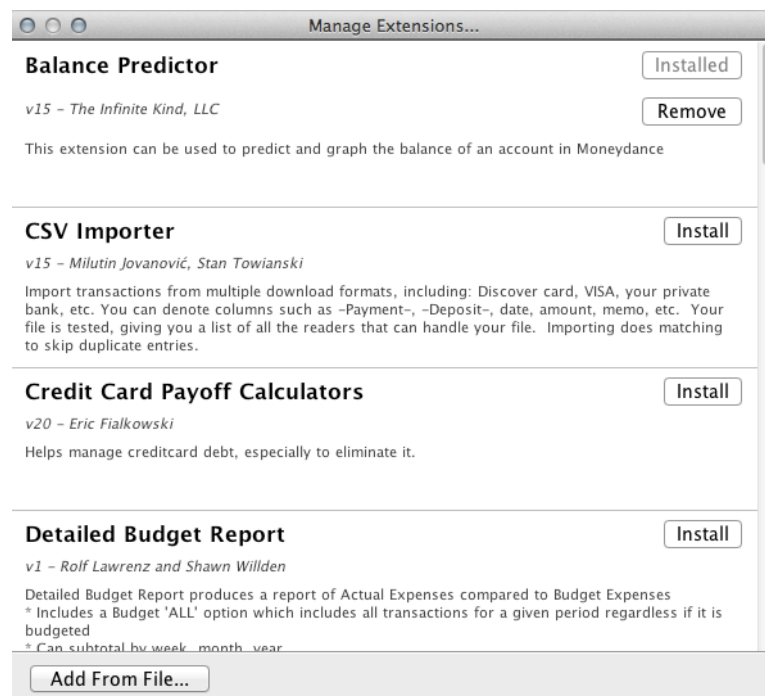 Manage Extensions...
Balance Predictor
Installed
v15 – The Infinite Kind, LLC
Remove
This extension can be used to predict and graph the balance of an account in Moneydance
CSV Importer
Install
v15 – Milutin Jovanović, Stan Towianski
Import transactions from multiple download formats, including: Discover card, VISA, your private
bank, etc. You can denote columns such as –Payment–, –Deposit–, date, amount, memo, etc.  Your
file is tested, giving you a list of all the readers that can handle your file.  Importing does matching
to skip duplicate entries.
Credit Card Payoff Calculators
Install
v20 – Eric Fialkowski
Helps manage creditcard debt, especially to eliminate it.
Detailed Budget Report
Install
v1 – Rolf Lawrenz and Shawn Willden
Detailed Budget Report produces a report of Actual Expenses compared to Budget Expenses
* Includes a Budget 'ALL' option which includes all transactions for a given period regardless if it is
budgeted
* Can subtotal by week, month, year
Add From File...